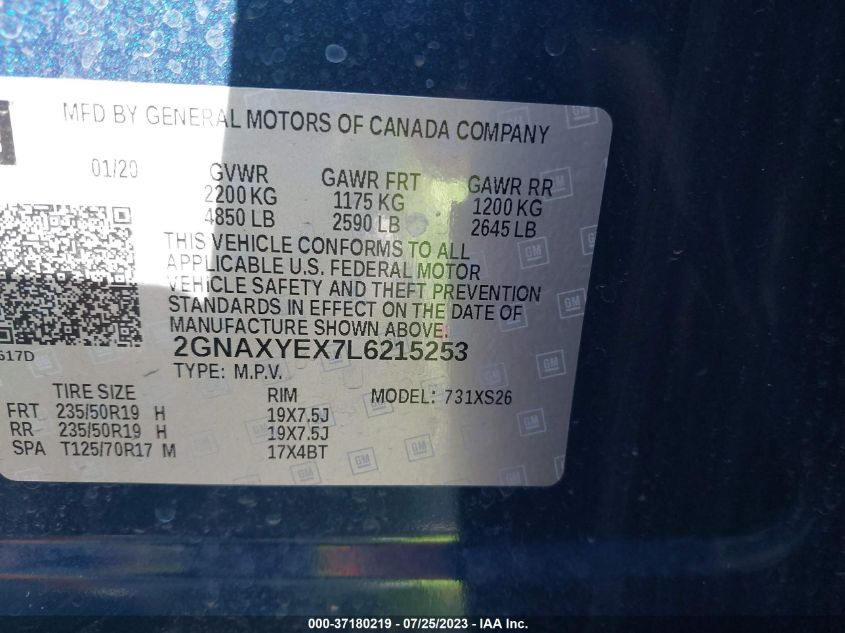 MFD BY GENERAL MOTORS OF CANADA COMPANY
01/20 GVWR GAWR FRT GAWR RR
2200 KG 1175 KG 1200 KG
4850 LB 2590 LB 2645 LB
THIS VEHICLE CONFORMS TO ALL
APPLICABLE U.S. FEDERAL MOTOR
VEHICLE SAFETY AND THEFT PREVENTION
STANDARDS IN EFFECT ON THE DATE OF
MANUFACTURE SHOWN ABOVE.
2GNAXYEX7L6215253
TYPE: M.P.V.
TIRE SIZE RIM MODEL: 731XS26
FRT 235/50R19 H 19X7.5J
RR 235/50R19 H 19X7.5J
SPA T125/70R17 M 17X4BT
000-37180219 - 07/25/2023 - IAA Inc.